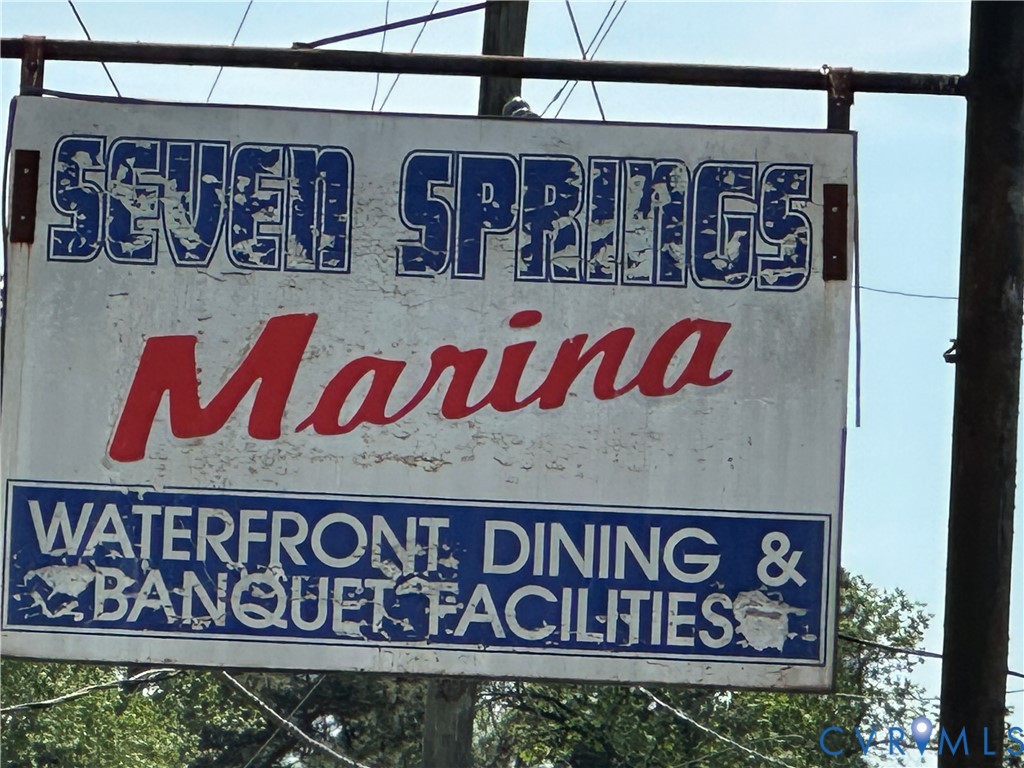 SEVEN SPRINGS
Marina
WATERFRONT DINING &
BANQUET FACILITIES
CVRMLS